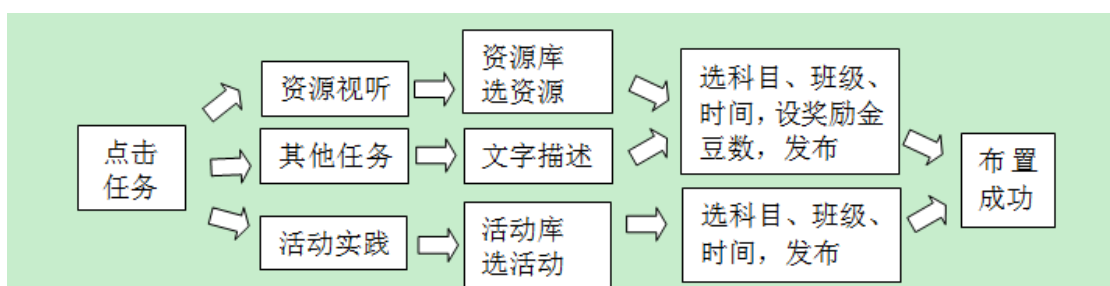 点击
任务
资源视听
资源库
选资源
其他任务
文字描述
选科目、班级、
时间，设奖励金
豆数，发布
活动实践
活动库
选活动
选科目、班级、
时间，发布
布置
成功